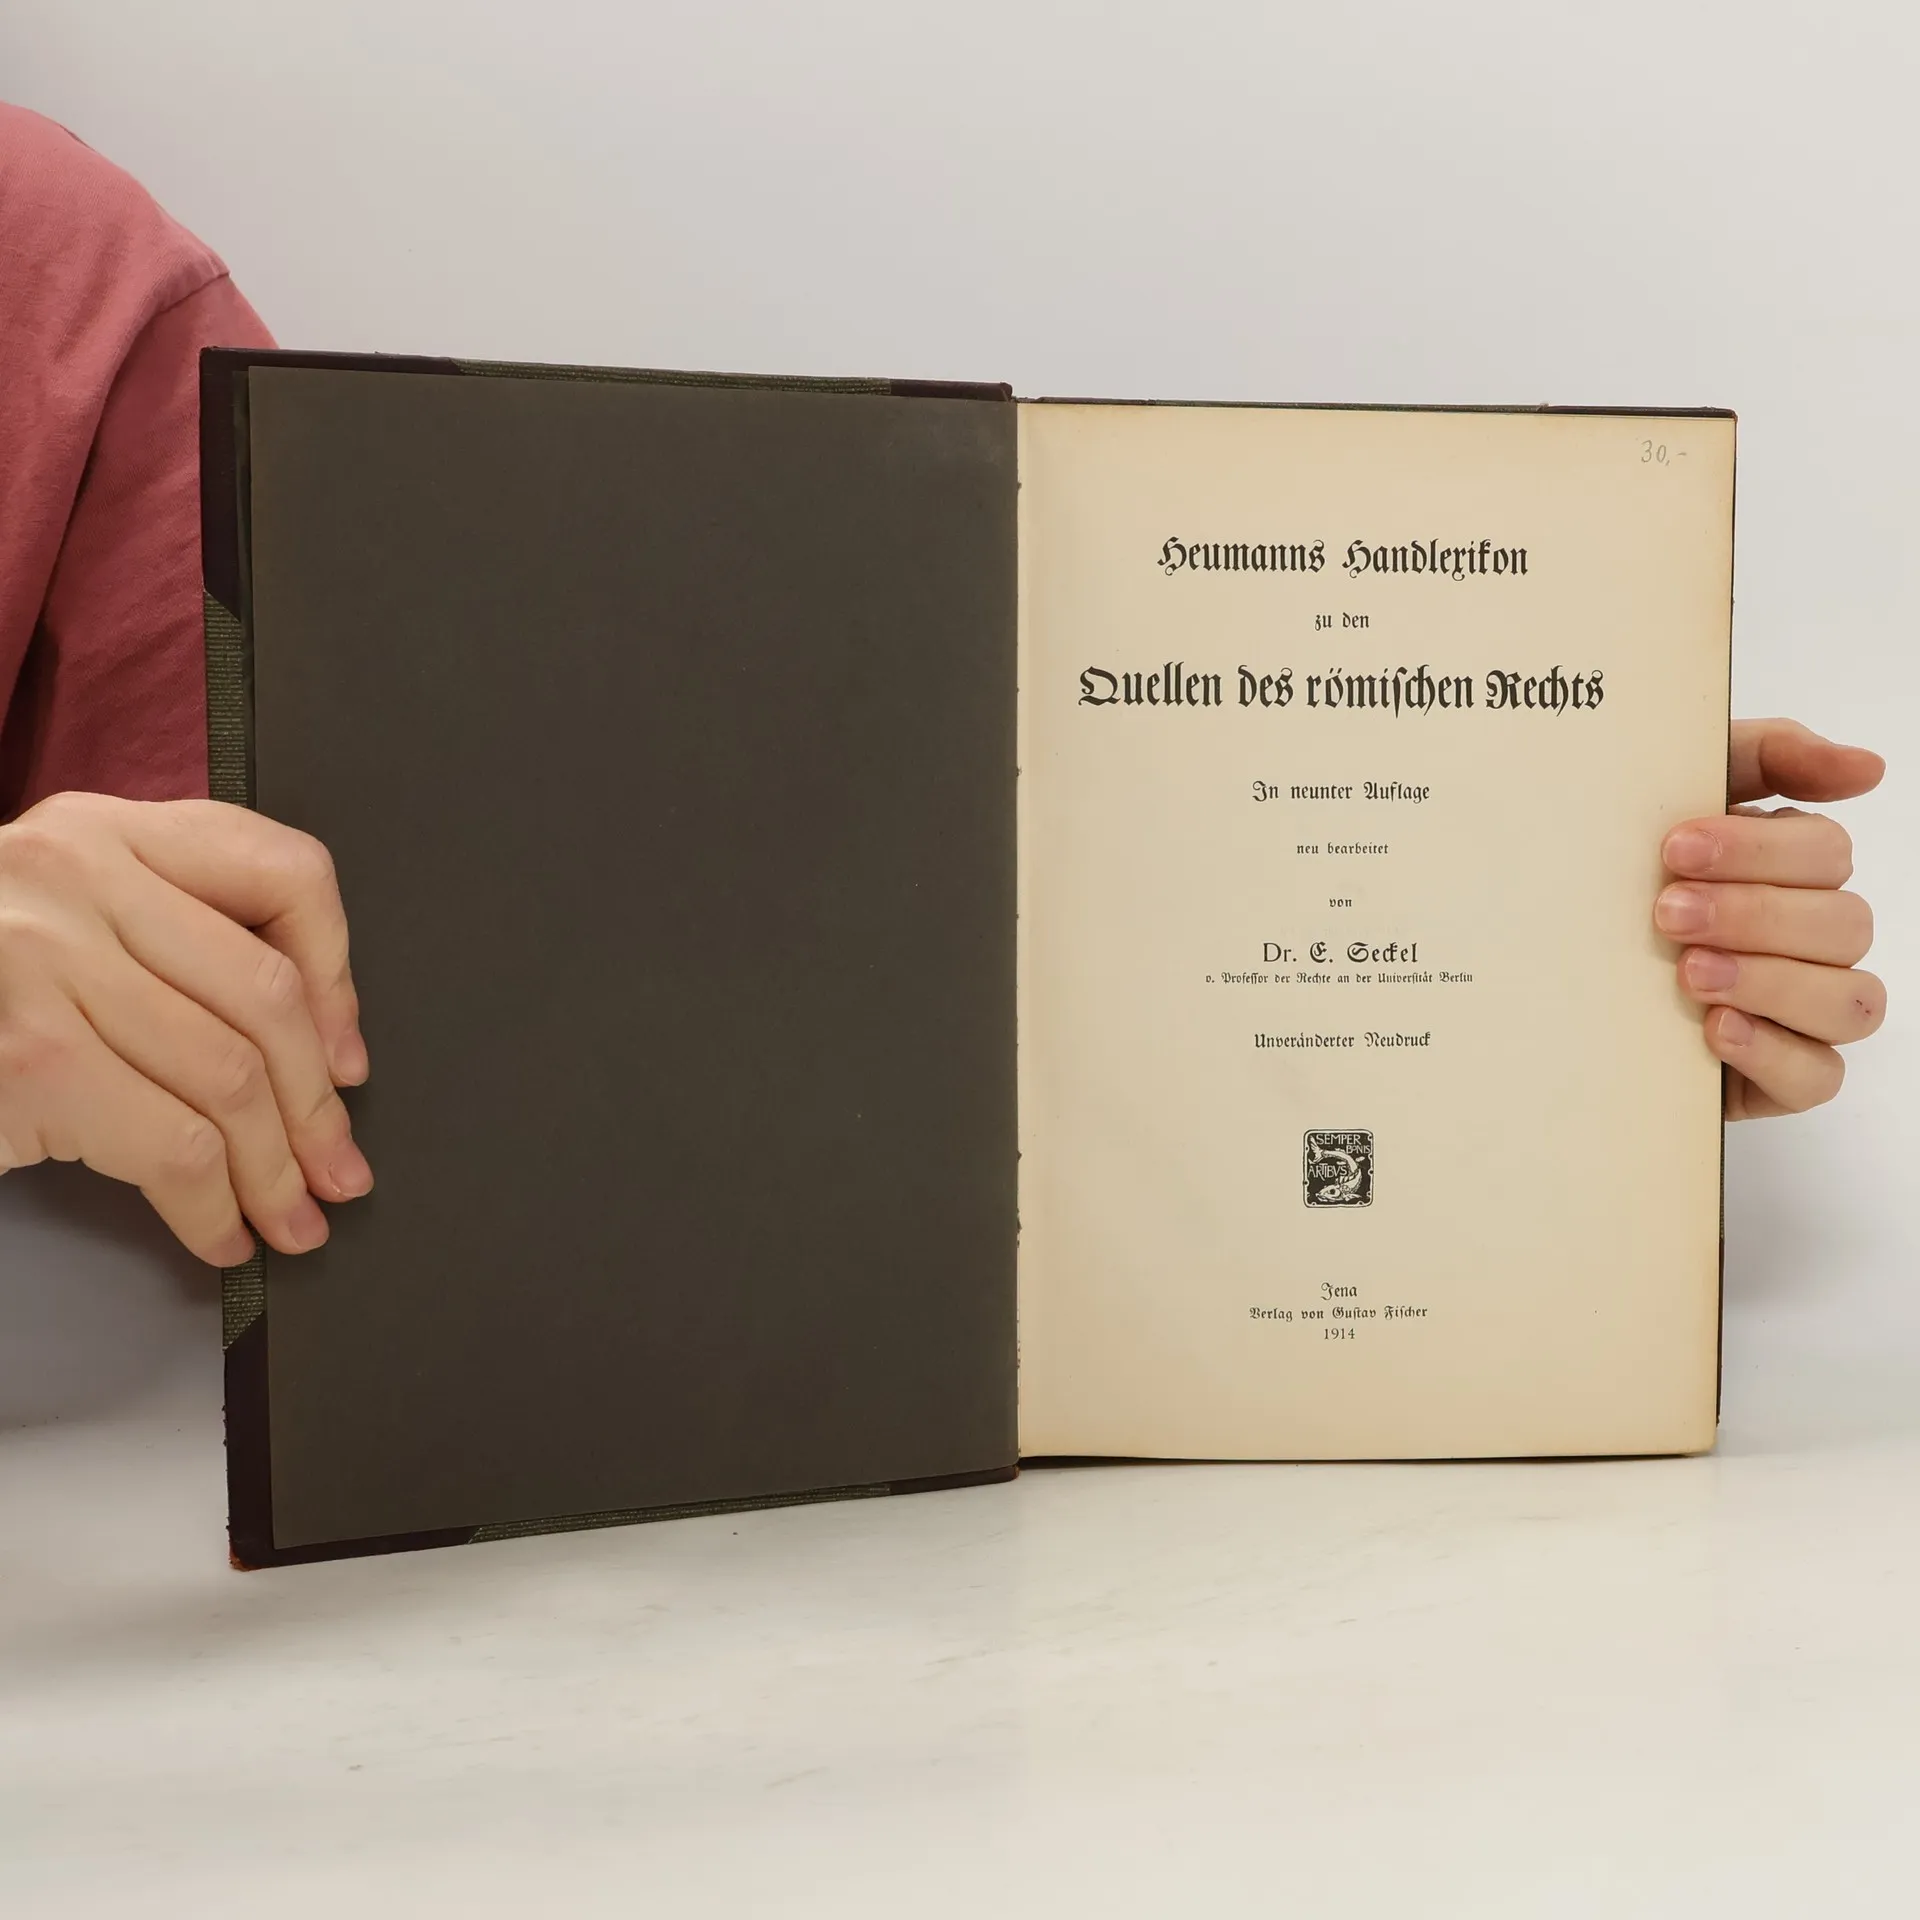 30,-
Heumanns Handlexikon
zu den
Quellen des römiſchen Rechts
In neunter Auflage
neu bearbeitet
von
Dr. E. Seckel
o. Profeſſor der Rechte an der Univerſität Berlin
Unveränderter Neudruck
SEMPER
BONIS
ARTIBVS
Jena
Verlag von Guſtav Fiſcher
1914